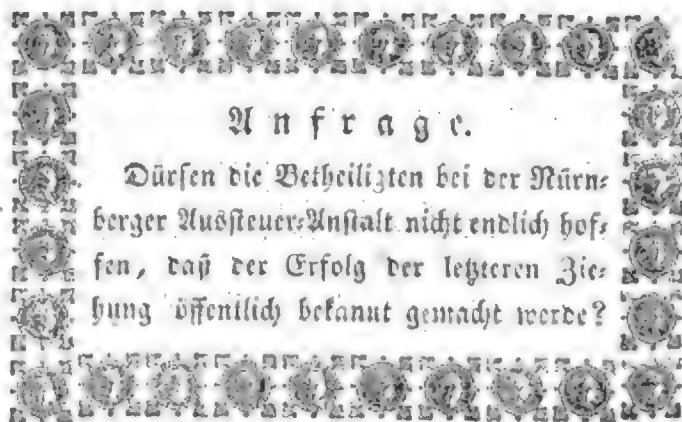 Anfrage.
Dürfen die Betheiligten bei der Nürn-
berger Aussteuer-Anstalt nicht endlich hof-
fen, daß der Erfolg der letzteren Zie-
hung öffentlich bekannt gemacht werde?